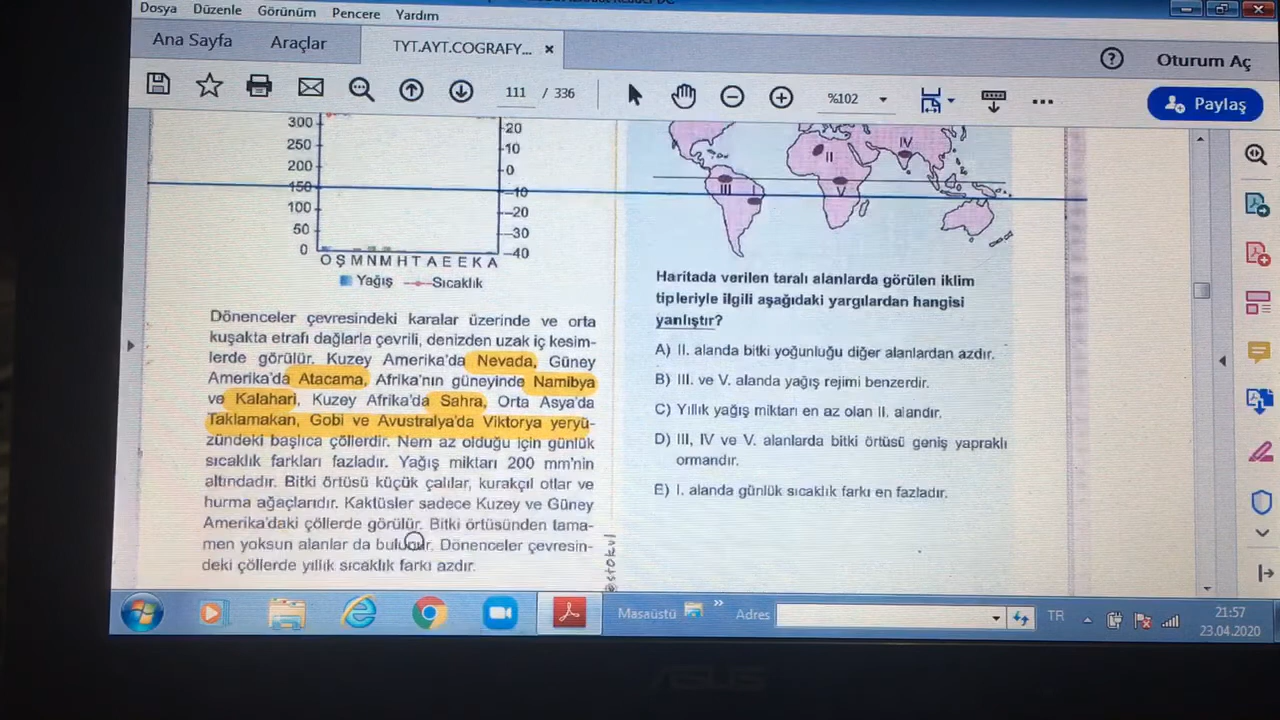 Dosya Düzenle Görünüm Pencere Yardım
Ana Sayfa Araçlar TYT.AYT.COGRAFY... × ? Oturum Aç
111 / 336 %102 Paylaş
300 20
250 10
200 0
150 -10
100 -20
50 -30
0 -40
O Ş M N M H T A E E K A
Yağış Sıcaklık
Dönenceler çevresindeki karalar üzerinde ve orta
kuşakta etrafı dağlarla çevrili, denizden uzak iç kesim-
lerde görülür. Kuzey Amerika'da Nevada, Güney
Amerika'da Atacama, Afrika'nın güneyinde Namibya
ve Kalahari, Kuzey Afrika'da Sahra, Orta Asya'da
Taklamakan, Gobi ve Avustralya'da Viktorya yeryü-
zündeki başlıca çöllerdir. Nem az olduğu için günlük
sıcaklık farkları fazladır. Yağış miktarı 200 mm'nin
altındadır. Bitki örtüsü küçük çalılar, kurakçıl otlar ve
hurma ağaçlarıdır. Kaktüsler sadece Kuzey ve Güney
Amerika'daki çöllerde görülür. Bitki örtüsünden tama-
men yoksun alanlar da bulunur. Dönenceler çevresin-
deki çöllerde yıllık sıcaklık farkı azdır.
IV
II
III I V
Haritada verilen taralı alanlarda görülen iklim
tipleriyle ilgili aşağıdaki yargılardan hangisi
yanlıştır?
A) II. alanda bitki yoğunluğu diğer alanlardan azdır.
B) III. ve V. alanda yağış rejimi benzerdir.
C) Yıllık yağış miktarı en az olan II. alandır.
D) III, IV ve V. alanlarda bitki örtüsü geniş yapraklı
ormandır.
E) I. alanda günlük sıcaklık farkı en fazladır.
Masaüstü » Adres TR 21:57
23.04.2020
ASUS